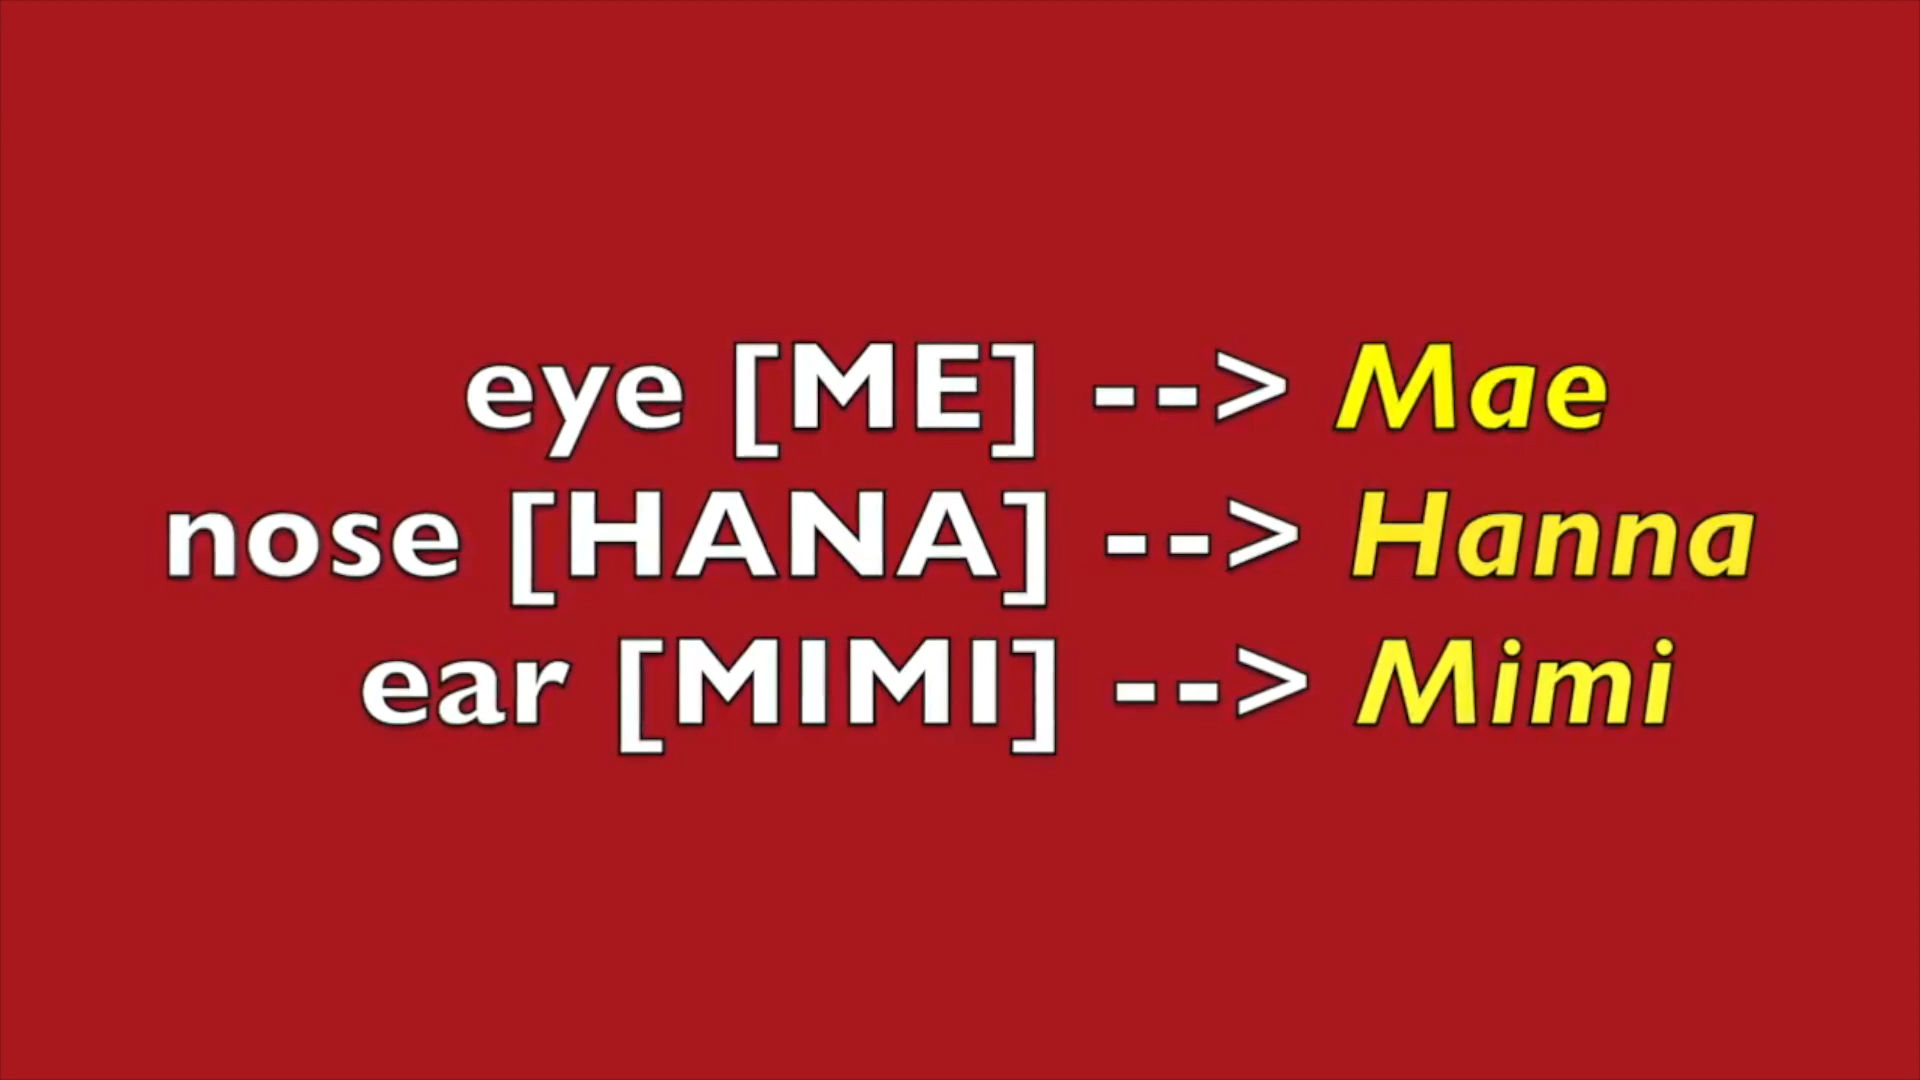 eye [ME] --> Mae
nose [HANA] --> Hanna
ear [MIMI] --> Mimi